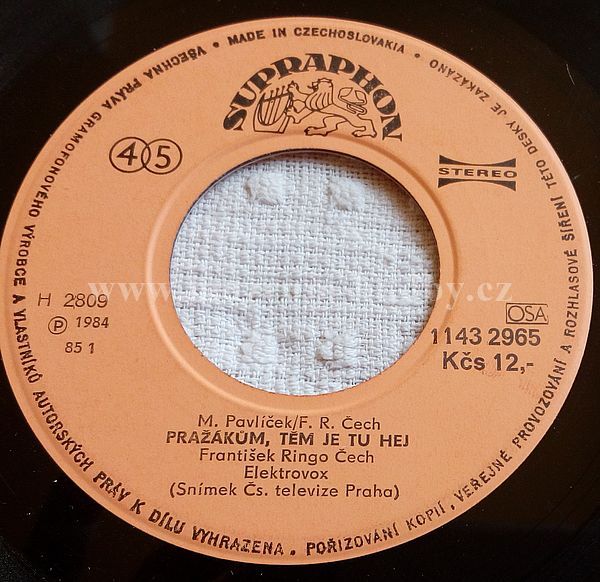 VŠECHNA PRÁVA GRAMOFONOVÉHO VÝROBCE A VLASTNÍKŮ AUTORSKÝCH PRÁV K DÍLU VYHRAZENA. POŘIZOVÁNÍ KOPIÍ, VEŘEJNÉ PROVOZOVÁNÍ A ROZHLASOVÉ ŠÍŘENÍ TÉTO DESKY JE ZAKÁZÁNO • MADE IN CZECHOSLOVAKIA •
SUPRAPHON
45
STEREO
H 2809
Ⓟ 1984
85 1
OSA
1143 2965
Kčs 12,-
M. Pavlíček/F. R. Čech
PRAŽÁKŮM, TĚM JE TU HEJ
František Ringo Čech
Elektrovox
(Snímek Čs. televize Praha)